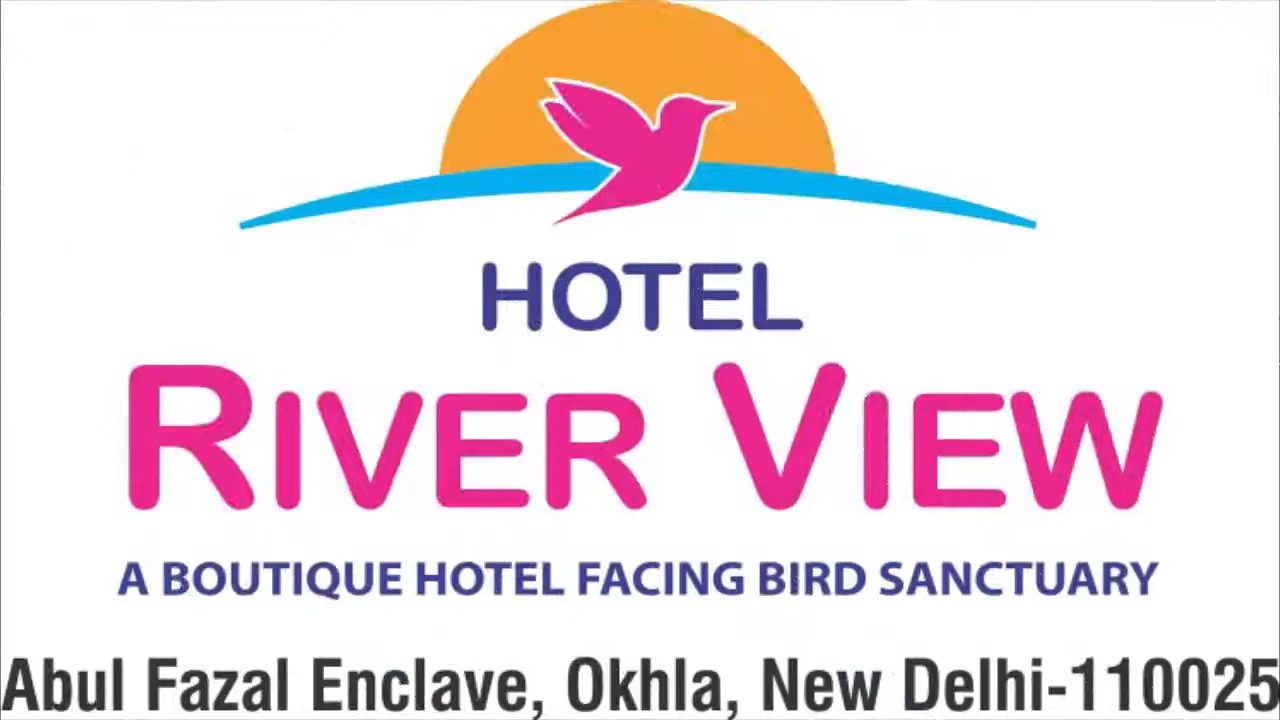 HOTEL
RIVER VIEW
A BOUTIQUE HOTEL FACING BIRD SANCTUARY
Abul Fazal Enclave, Okhla, New Delhi-110025